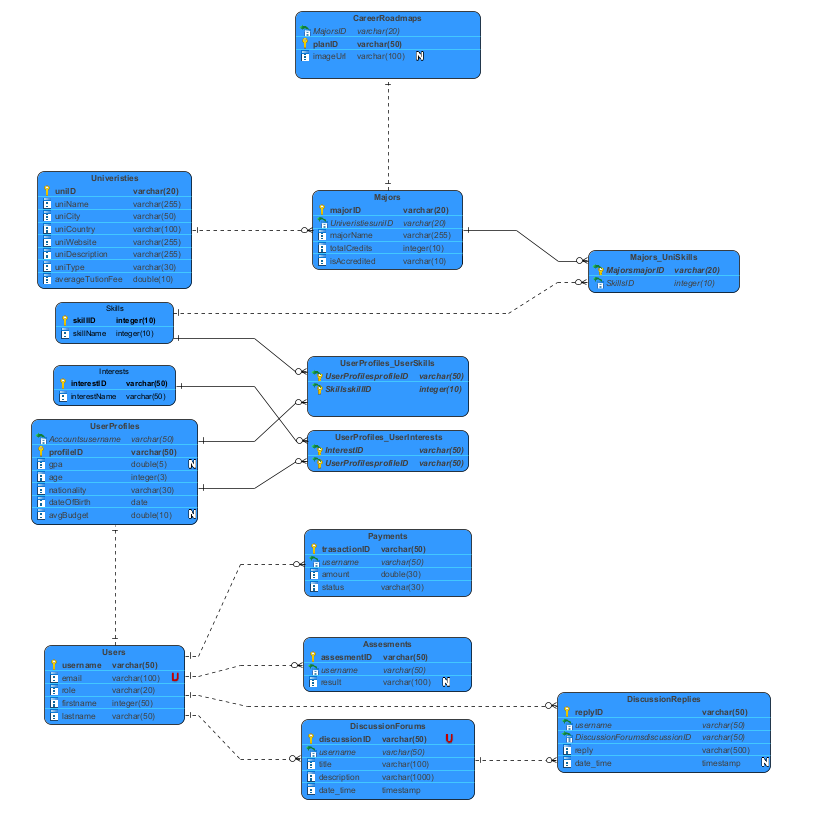 CareerRoadmaps
MajorsID varchar(20)
planID varchar(50)
imageUrl varchar(100) N
Univeristies
uniID varchar(20)
uniName varchar(255)
uniCity varchar(50)
uniCountry varchar(100)
uniWebsite varchar(255)
uniDescription varchar(255)
uniType varchar(30)
averageTutionFee double(10)
Majors
majorID varchar(20)
UniveristiesuniID varchar(20)
majorName varchar(255)
totalCredits integer(10)
isAccredited varchar(10)
Majors_UniSkills
MajorsmajorID varchar(20)
SkillsID integer(10)
Skills
skillID integer(10)
skillName integer(10)
Interests
interestID varchar(50)
interestName varchar(50)
UserProfiles_UserSkills
UserProfilesprofileID varchar(50)
SkillsskillID integer(10)
UserProfiles
Accountsusername varchar(50)
profileID varchar(50)
gpa double(5) N
age integer(3)
nationality varchar(30)
dateOfBirth date
avgBudget double(10) N
UserProfiles_UserInterests
InterestID varchar(50)
UserProfilesprofileID varchar(50)
Payments
trasactionID varchar(50)
username varchar(50)
amount double(30)
status varchar(30)
Users
username varchar(50)
email varchar(100) U
role varchar(20)
firstname integer(50)
lastname varchar(50)
Assesments
assesmentID varchar(50)
username varchar(50)
result varchar(100) N
DiscussionForums
discussionID varchar(50) U
username varchar(50)
title varchar(100)
description varchar(1000)
date_time timestamp
DiscussionReplies
replyID varchar(50)
username varchar(50)
DiscussionForumsdiscussionID varchar(50)
reply varchar(500)
date_time timestamp N